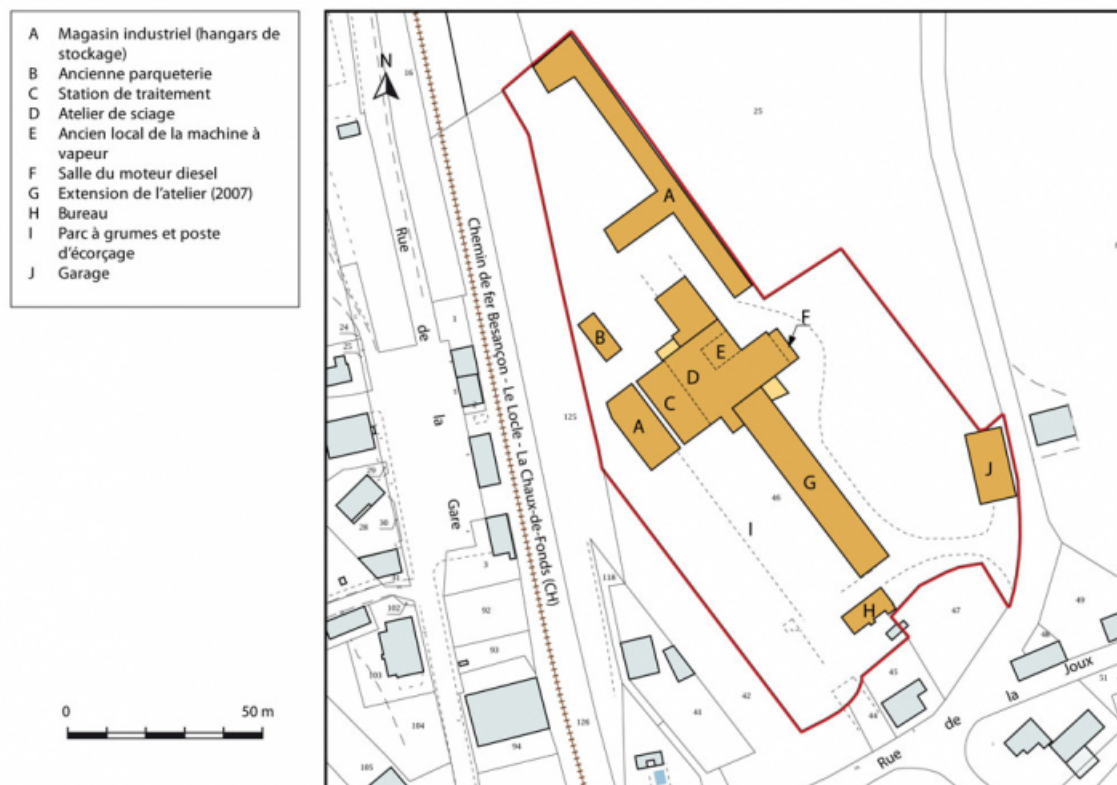 A Magasin industriel (hangars de
stockage)
B Ancienne parqueterie
C Station de traitement
D Atelier de sciage
E Ancien local de la machine à
vapeur
F Salle du moteur diesel
G Extension de l'atelier (2007)
H Bureau
I Parc à grumes et poste
d'écorçage
J Garage
N
16
25
A
Rue
de
la
Gare
Chemin de fer Besançon - Le Locle - La Chaux-de-Fonds (CH)
1
24
25
B
F
E
D
C
A
125
G
J
46
I
29
28
30
31
3
118
102
92
H
47
49
48
93
103
45
Joux
la
de
Rue
51
42
41
44
0
50 m
104
126
94
105